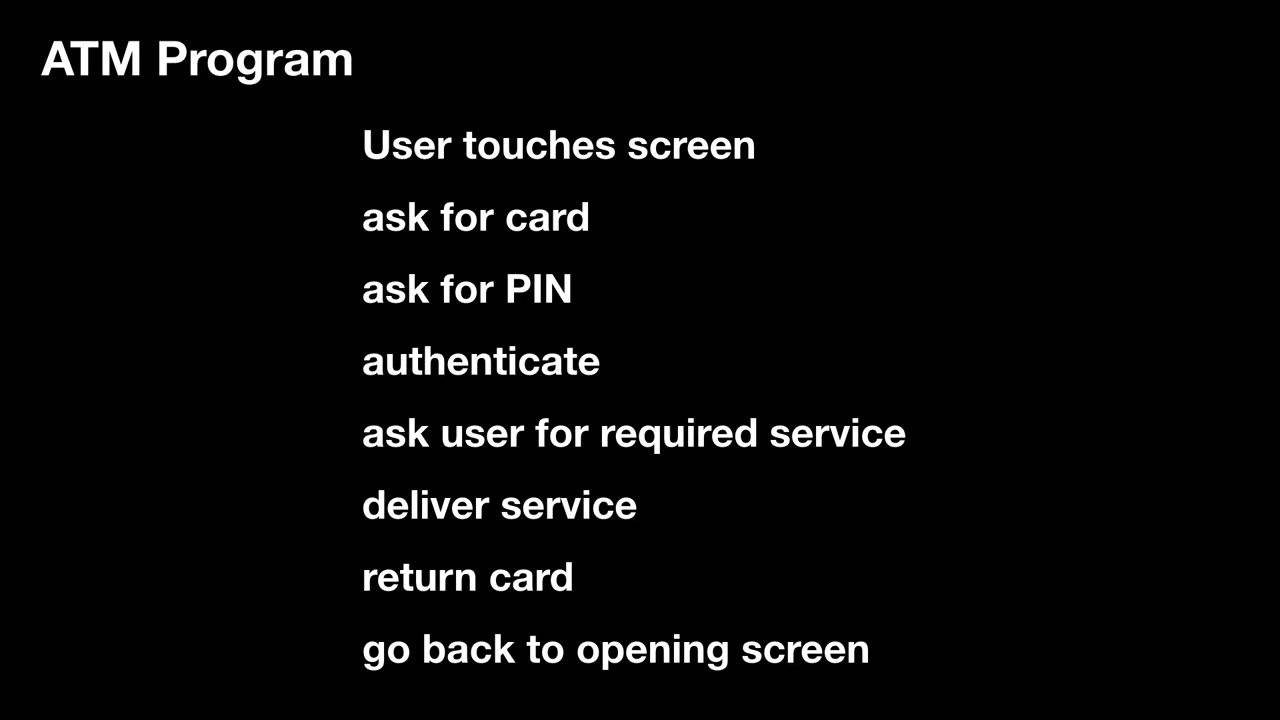 ATM Program
User touches screen
ask for card
ask for PIN
authenticate
ask user for required service
deliver service
return card
go back to opening screen